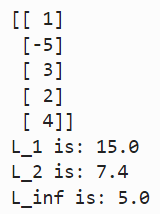 [[ 1]
 [-5]
 [ 3]
 [ 2]
 [ 4]]
L_1 is: 15.0
L_2 is: 7.4
L_inf is: 5.0